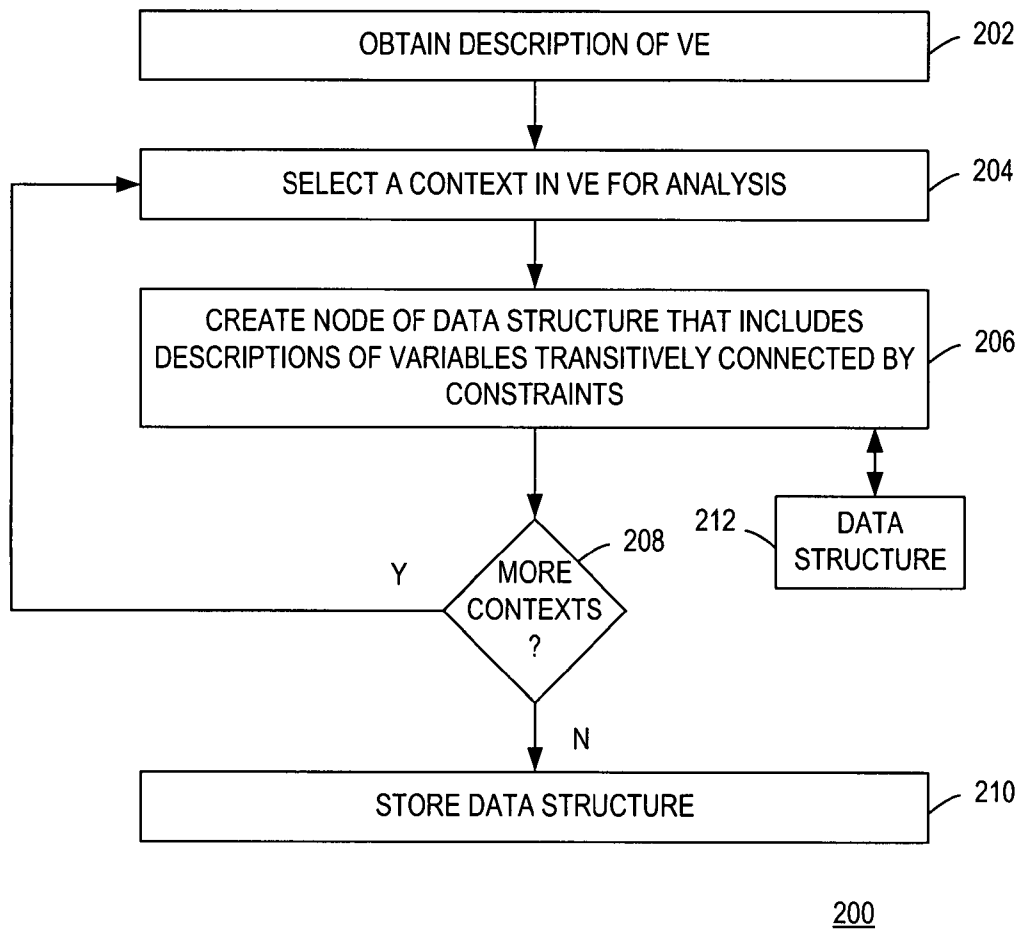 OBTAIN DESCRIPTION OF VE
202
SELECT A CONTEXT IN VE FOR ANALYSIS
204
CREATE NODE OF DATA STRUCTURE THAT INCLUDES
DESCRIPTIONS OF VARIABLES TRANSITIVELY CONNECTED BY
CONSTRAINTS
206
212
DATA
STRUCTURE
208
Y
MORE
CONTEXTS
?
N
STORE DATA STRUCTURE
210
200